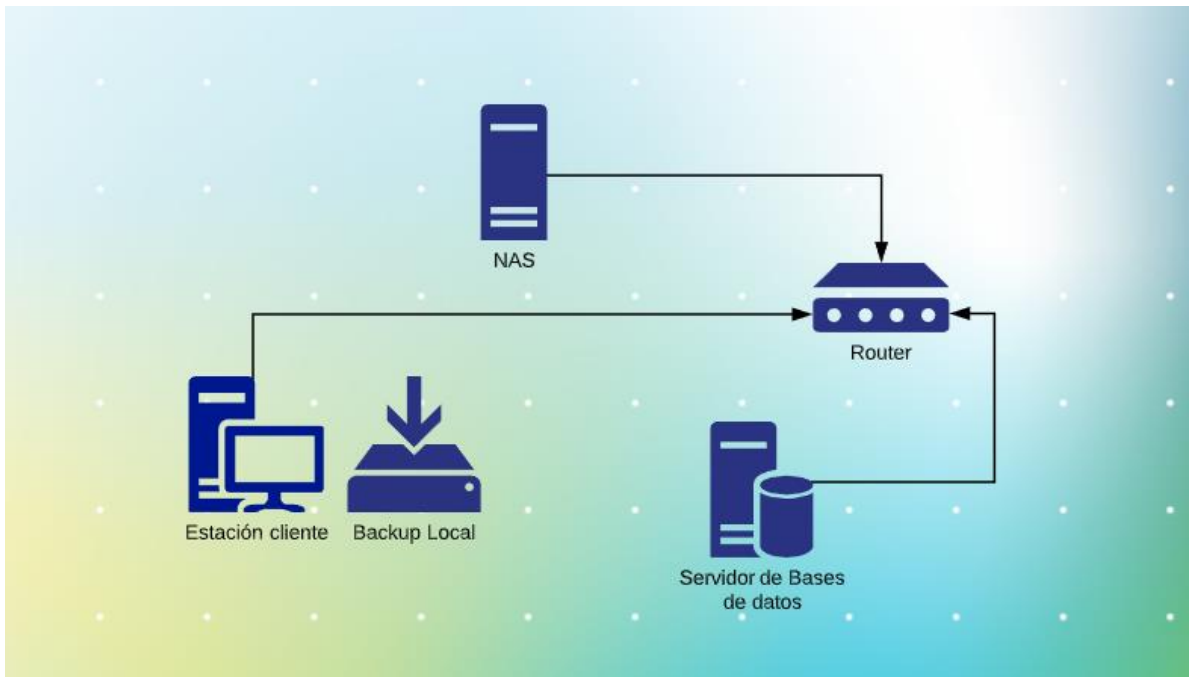 NAS
Router
Estación cliente
Backup Local
Servidor de Bases
de datos